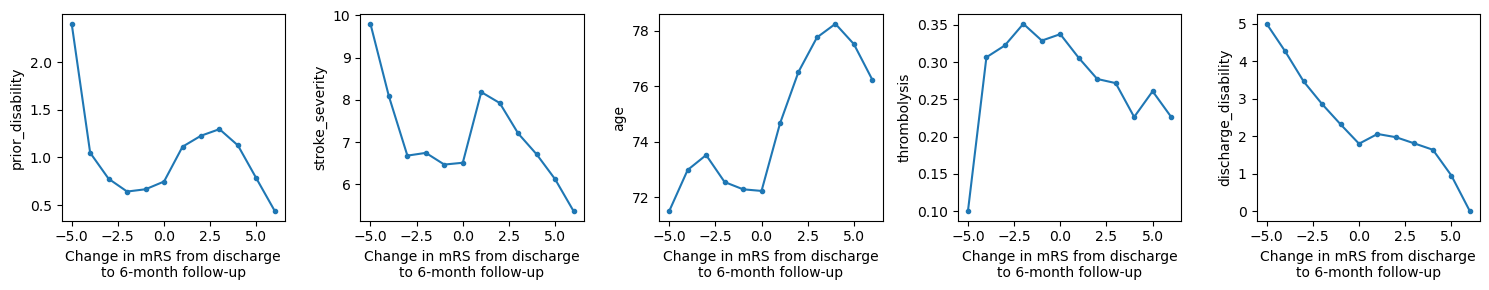 prior_disability
2.0
1.5
1.0
0.5
−5.0 −2.5 0.0 2.5 5.0
Change in mRS from discharge
to 6-month follow-up
stroke_severity
10
9
8
7
6
−5.0 −2.5 0.0 2.5 5.0
Change in mRS from discharge
to 6-month follow-up
age
78
76
74
72
−5.0 −2.5 0.0 2.5 5.0
Change in mRS from discharge
to 6-month follow-up
thrombolysis
0.35
0.30
0.25
0.20
0.15
0.10
−5.0 −2.5 0.0 2.5 5.0
Change in mRS from discharge
to 6-month follow-up
discharge_disability
5
4
3
2
1
0
−5.0 −2.5 0.0 2.5 5.0
Change in mRS from discharge
to 6-month follow-up